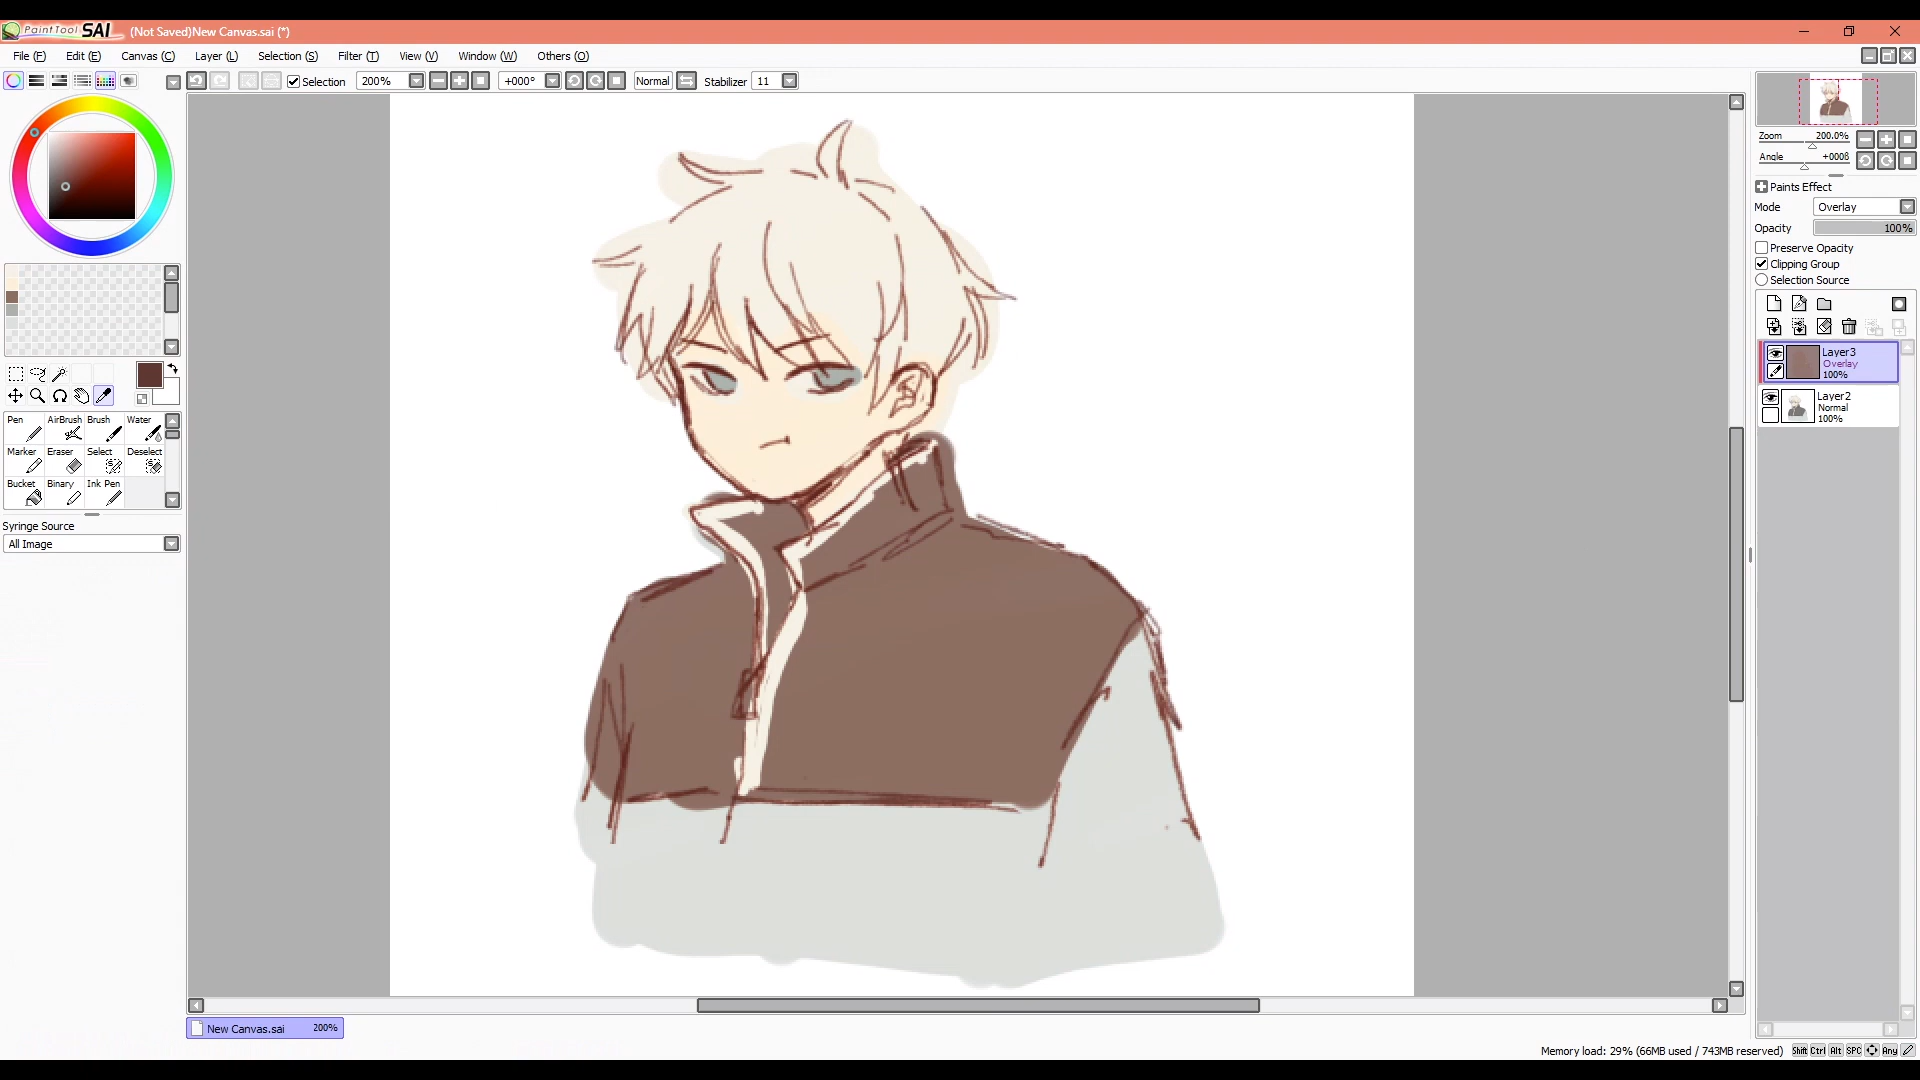 PaintTool SAI (Not Saved)New Canvas.sai (*)
File (F) Edit (E) Canvas (C) Layer (L) Selection (S) Filter (T) View (V) Window (W) Others (O)
Selection 200% +000° Normal Stabilizer 11
Zoom 200.0%
Angle +000ß
Paints Effect
Mode Overlay
Opacity 100%
Preserve Opacity
Clipping Group
Selection Source
Layer3
Overlay
100%
Layer2
Normal
100%
Pen AirBrush Brush Water
Marker Eraser Select Deselect
Bucket Binary Ink Pen
Syringe Source
All Image
New Canvas.sai 200%
Memory load: 29% (66MB used / 743MB reserved) Shift Ctrl Alt SPC Any